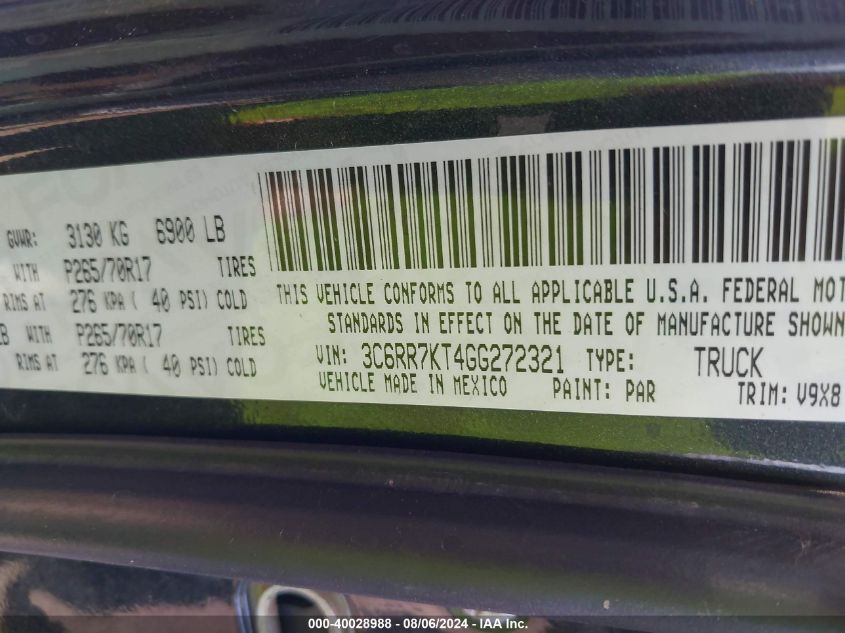 GVWR: 3130 KG 6900 LB
WITH P265/70R17 TIRES
RIMS AT 276 KPA ( 40 PSI) COLD
LB WITH P265/70R17 TIRES
RIMS AT 276 KPA ( 40 PSI) COLD
THIS VEHICLE CONFORMS TO ALL APPLICABLE U.S.A. FEDERAL MOT
STANDARDS IN EFFECT ON THE DATE OF MANUFACTURE SHOWN
VIN: 3C6RR7KT4GG272321 TYPE: TRUCK
VEHICLE MADE IN MEXICO PAINT: PAR TRIM: V9X8
000-40028988 - 08/06/2024 - IAA Inc.